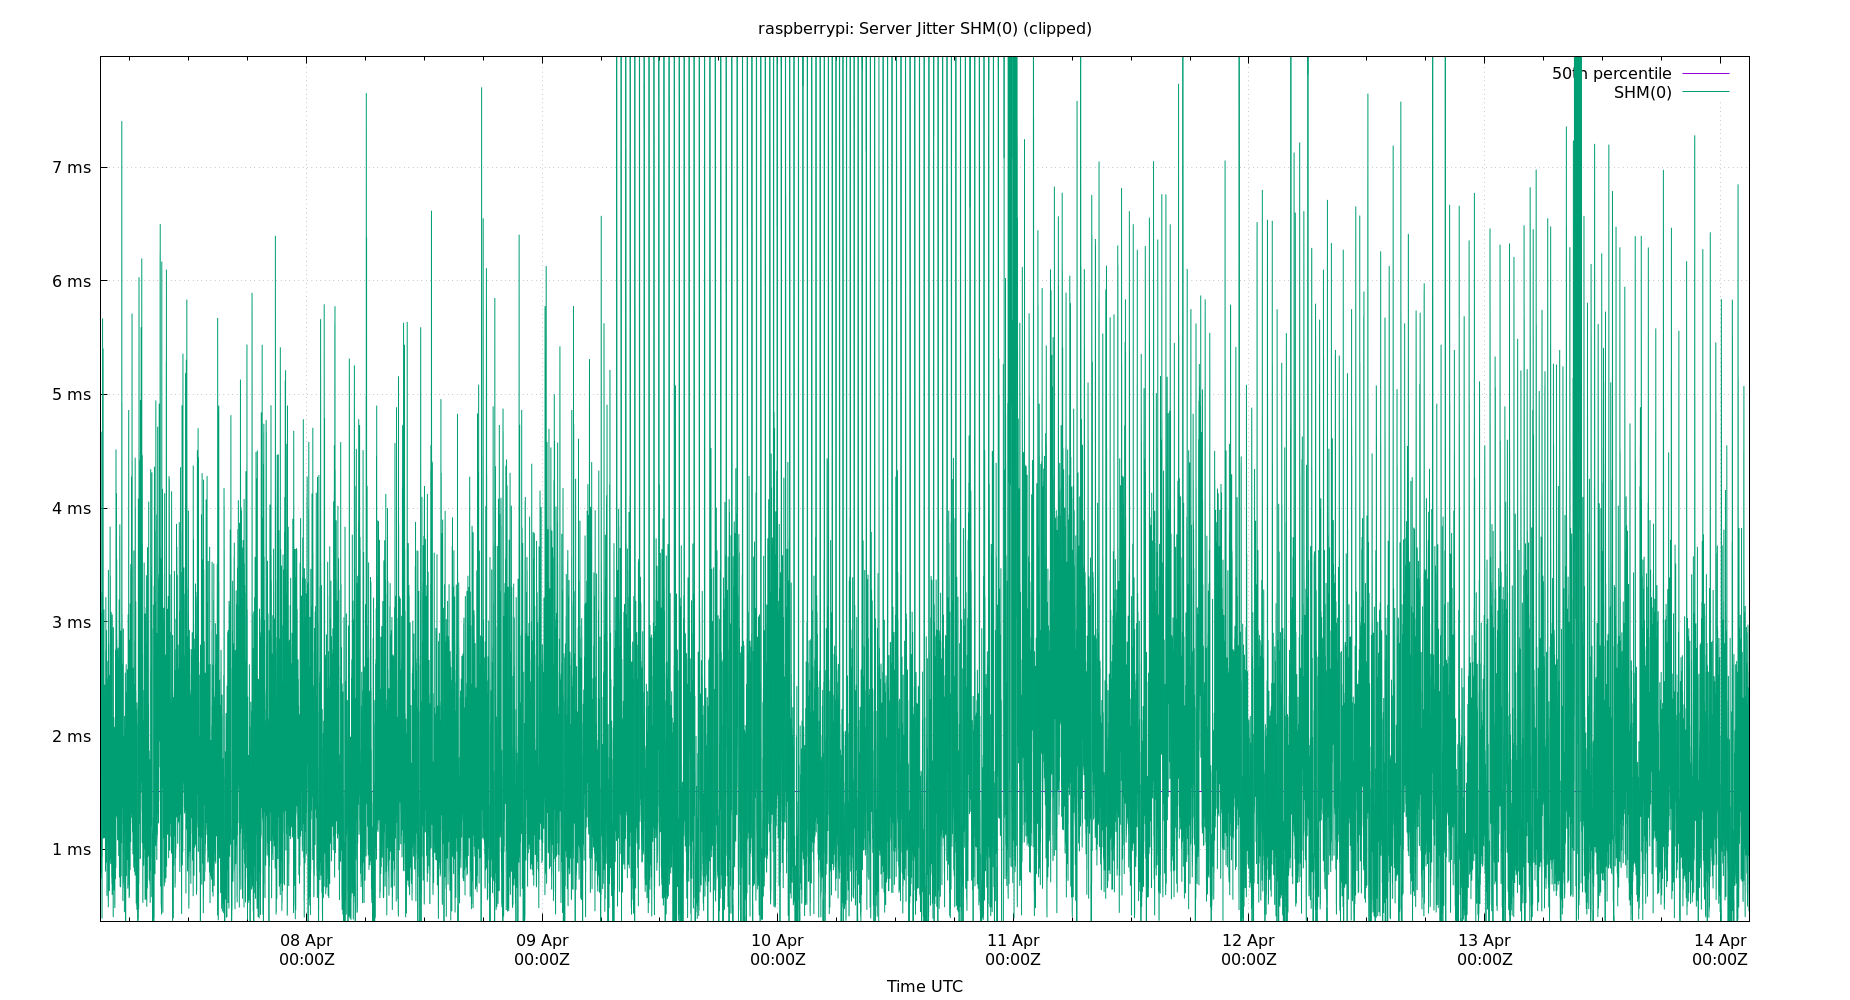 raspberrypi: Server Jitter SHM(0) (clipped)
50th percentile
SHM(0)
7 ms
6 ms
5 ms
4 ms
3 ms
2 ms
1 ms
08 Apr 09 Apr 10 Apr 11 Apr 12 Apr 13 Apr 14 Apr
00:00Z 00:00Z 00:00Z 00:00Z 00:00Z 00:00Z 00:00Z
Time UTC